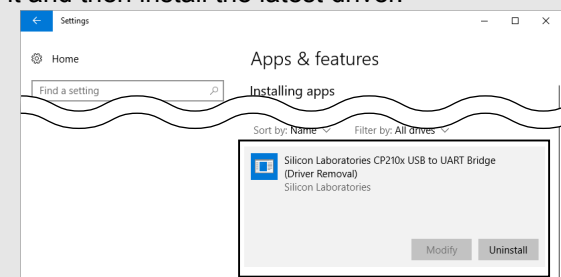 it and then install the latest driver.
Settings
Home
Apps & features
Find a setting
Installing apps
Sort by: Name Filter by: All drives
Silicon Laboratories CP210x USB to UART Bridge
(Driver Removal)
Silicon Laboratories
Modify Uninstall